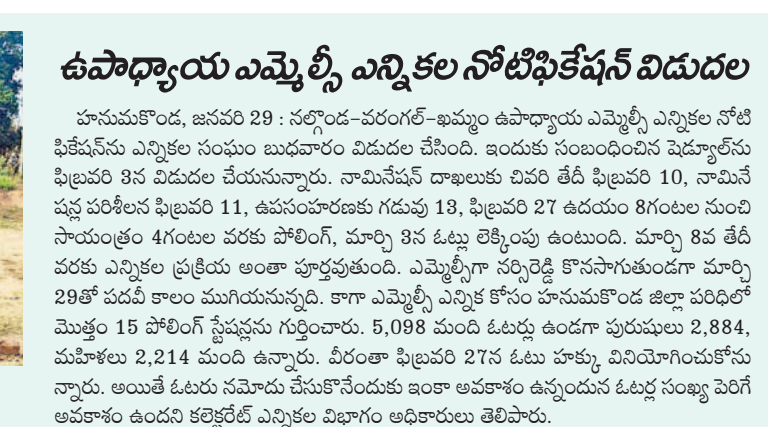 ఉపాధ్యాయ ఎమ్మెల్సీ ఎన్నికల నోటిఫికేషన్ విడుదల
హనుమకొండ, జనవరి 29 : నల్గొండ-వరంగల్-ఖమ్మం ఉపాధ్యాయ ఎమ్మెల్సీ ఎన్నికల నోటి
ఫికేషన్‌ను ఎన్నికల సంఘం బుధవారం విడుదల చేసింది. ఇందుకు సంబంధించిన షెడ్యూల్‌ను
ఫిబ్రవరి 3న విడుదల చేయనున్నారు. నామినేషన్ దాఖలుకు చివరి తేదీ ఫిబ్రవరి 10, నామినే
షన్ల పరిశీలన ఫిబ్రవరి 11, ఉపసంహరణకు గడువు 13, ఫిబ్రవరి 27 ఉదయం 8గంటల నుంచి
సాయంత్రం 4గంటల వరకు పోలింగ్, మార్చి 3న ఓట్లు లెక్కింపు ఉంటుంది. మార్చి 8వ తేదీ
వరకు ఎన్నికల ప్రక్రియ అంతా పూర్తవుతుంది. ఎమ్మెల్సీగా నర్సిరెడ్డి కొనసాగుతుండగా మార్చి
29తో పదవీ కాలం ముగియనున్నది. కాగా ఎమ్మెల్సీ ఎన్నిక కోసం హనుమకొండ జిల్లా పరిధిలో
మొత్తం 15 పోలింగ్ స్టేషన్లను గుర్తించారు. 5,098 మంది ఓటర్లు ఉండగా పురుషులు 2,884,
మహిళలు 2,214 మంది ఉన్నారు. వీరంతా ఫిబ్రవరి 27న ఓటు హక్కు వినియోగించుకోను
న్నారు. అయితే ఓటరు నమోదు చేసుకొనేందుకు ఇంకా అవకాశం ఉన్నందున ఓటర్ల సంఖ్య పెరిగే
అవకాశం ఉందని కలెక్టరేట్ ఎన్నికల విభాగం అధికారులు తెలిపారు.